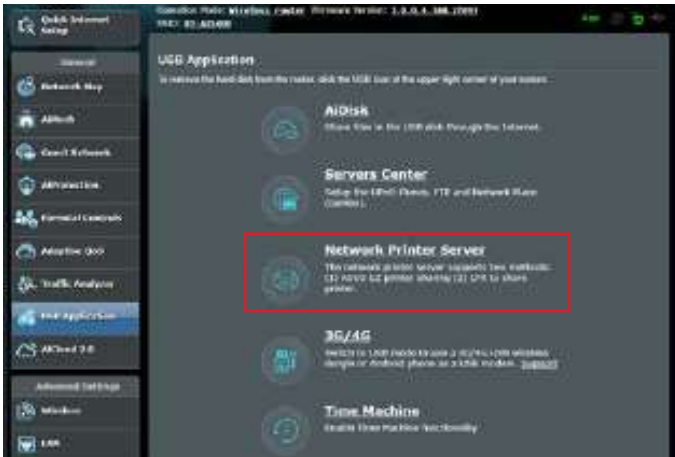 Quick Internet
Setup
Operation Mode: Wireless router Firmware Version:
SSID:
General
Network Map
AiMesh
Guest Network
AiProtection
Parental Controls
Adaptive QoS
Traffic Analyzer
USB Application
AiCloud 2.0
Advanced Settings
Wireless
LAN
USB Application
To remove the hard disk from the router, click the USB icon at the upper right corner of your screen.
AiDisk
Share files in the USB disk through the Internet.
Servers Center
Setup the UPnP, iTunes, FTP and Network Place
(Samba).
Network Printer Server
The network printer server supports two methods:
(1) ASUS EZ printer sharing (2) LPR to share
printer.
3G/4G
Switch to USB mode to use a 3G/4G USB wireless
dongle or Android phone as a USB modem. Support
Time Machine
Enable Time Machine functionality